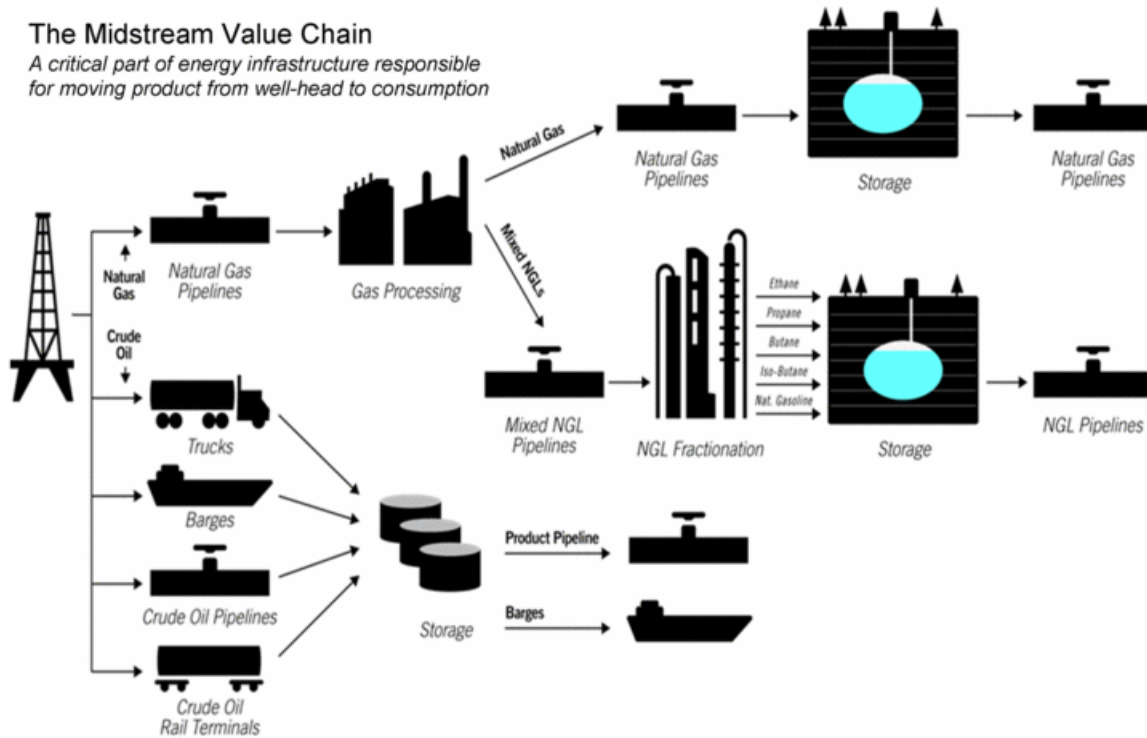 The Midstream Value Chain
A critical part of energy infrastructure responsible
for moving product from well-head to consumption
Natural Gas
Natural Gas
Pipelines
Storage
Natural Gas
Pipelines
Natural
Gas
Natural Gas
Pipelines
Gas Processing
Mixed NGLs
Crude
Oil
Mixed NGL
Pipelines
NGL Fractionation
Ethane
Propane
Butane
Iso-Butane
Nat. Gasoline
Storage
NGL Pipelines
Trucks
Barges
Crude Oil Pipelines
Crude Oil
Rail Terminals
Storage
Product Pipeline
Barges